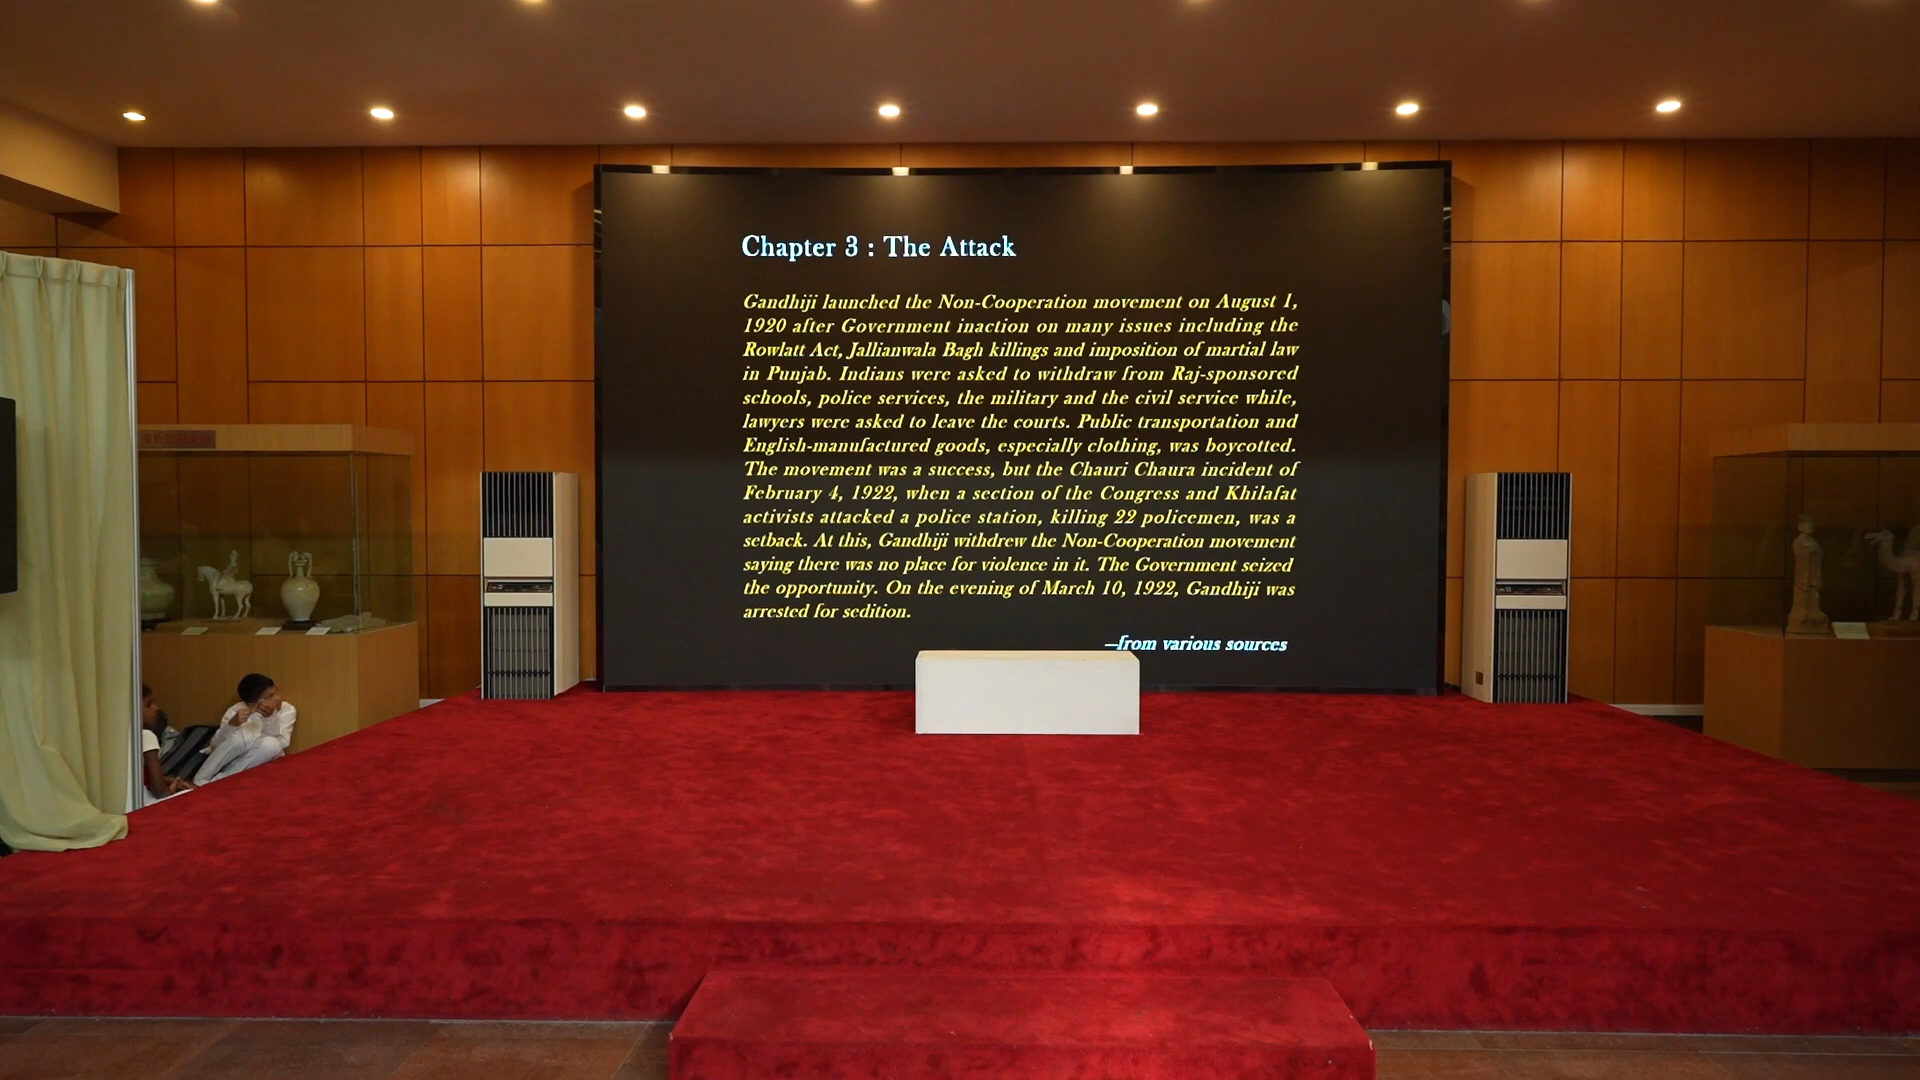 Chapter 3 : The Attack
Gandhiji launched the Non-Cooperation movement on August 1,
1920 after Government inaction on many issues including the
Rowlatt Act, Jallianwala Bagh killings and imposition of martial law
in Punjab. Indians were asked to withdraw from Raj-sponsored
schools, police services, the military and the civil service while,
lawyers were asked to leave the courts. Public transportation and
English-manufactured goods, especially clothing, was boycotted.
The movement was a success, but the Chauri Chaura incident of
February 4, 1922, when a section of the Congress and Khilafat
activists attacked a police station, killing 22 policemen, was a
setback. At this, Gandhiji withdrew the Non-Cooperation movement
saying there was no place for violence in it. The Government seized
the opportunity. On the evening of March 10, 1922, Gandhiji was
arrested for sedition.
—from various sources